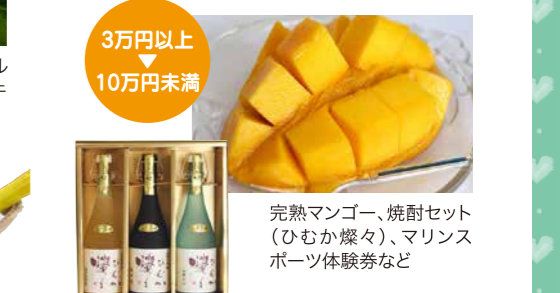 3万円以上
10万円未満
完熟マンゴー、焼酎セット
（ひむか燦々）、マリンス
ポーツ体験券など